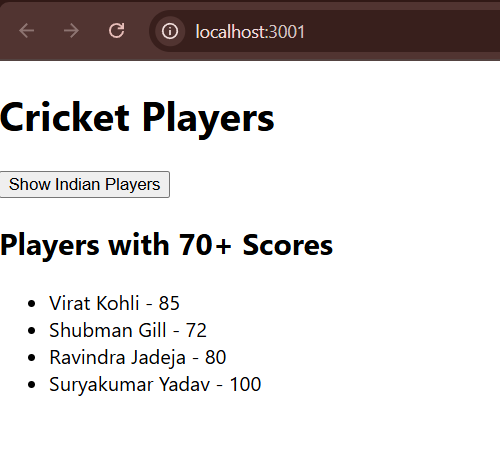 localhost:3001
Cricket Players
Show Indian Players
Players with 70+ Scores
• Virat Kohli - 85
• Shubman Gill - 72
• Ravindra Jadeja - 80
• Suryakumar Yadav - 100